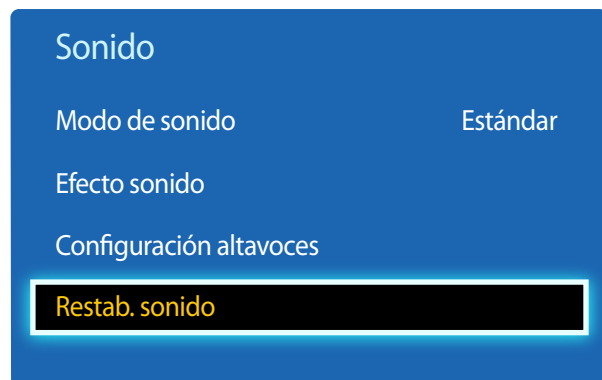 Sonido
Modo de sonido Estándar
Efecto sonido
Configuración altavoces
Restab. sonido